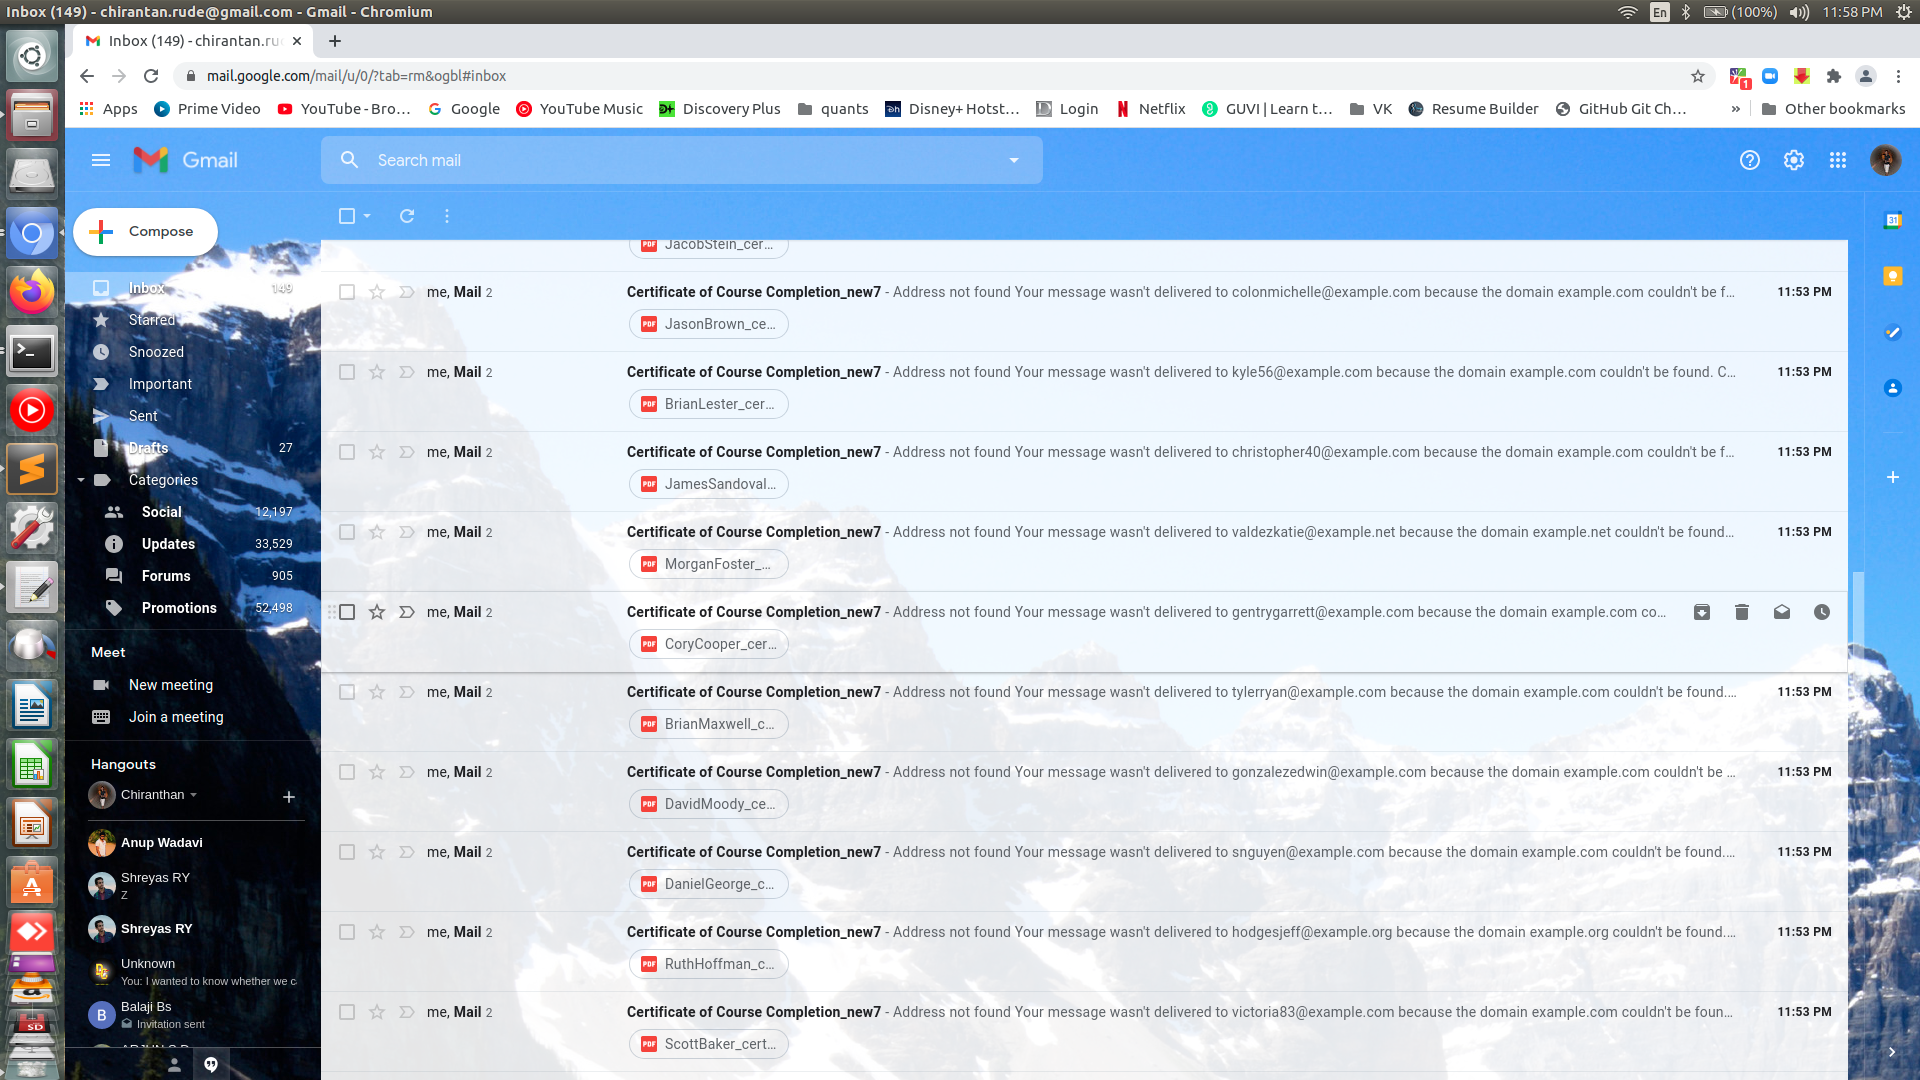 Inbox (149) - chirantan.rude@gmail.com - Gmail - Chromium
En
(100%)
11:58 PM
Inbox (149) - chirantan.ru
mail.google.com/mail/u/0/?tab=rm&ogbl#inbox
1
Apps
Prime Video
YouTube - Bro...
Google
YouTube Music
Discovery Plus
quants
Disney+ Hotst...
Login
Netflix
GUVI | Learn t...
VK
Resume Builder
GitHub Git Ch...
»
Other bookmarks
Gmail
Search mail
Compose
Inbox 149
Starred
Snoozed
Important
Sent
Drafts 27
Categories
Social 12,197
Updates 33,529
Forums 905
Promotions 52,498
Meet
New meeting
Join a meeting
Hangouts
Chiranthan
Anup Wadavi
Shreyas RY
Z
Shreyas RY
Unknown
You: I wanted to know whether we c
B
Balaji Bs
Invitation sent
PDF JacobStein_cer...
me, Mail 2 Certificate of Course Completion_new7 - Address not found Your message wasn't delivered to colonmichelle@example.com because the domain example.com couldn't be f... 11:53 PM
PDF JasonBrown_ce...
me, Mail 2 Certificate of Course Completion_new7 - Address not found Your message wasn't delivered to kyle56@example.com because the domain example.com couldn't be found. C... 11:53 PM
PDF BrianLester_cer...
me, Mail 2 Certificate of Course Completion_new7 - Address not found Your message wasn't delivered to christopher40@example.com because the domain example.com couldn't be f... 11:53 PM
PDF JamesSandoval...
me, Mail 2 Certificate of Course Completion_new7 - Address not found Your message wasn't delivered to valdezkatie@example.net because the domain example.net couldn't be found... 11:53 PM
PDF MorganFoster_...
me, Mail 2 Certificate of Course Completion_new7 - Address not found Your message wasn't delivered to gentrygarrett@example.com because the domain example.com co...
PDF CoryCooper_cer...
me, Mail 2 Certificate of Course Completion_new7 - Address not found Your message wasn't delivered to tylerryan@example.com because the domain example.com couldn't be found.... 11:53 PM
PDF BrianMaxwell_c...
me, Mail 2 Certificate of Course Completion_new7 - Address not found Your message wasn't delivered to gonzalezedwin@example.com because the domain example.com couldn't be ... 11:53 PM
PDF DavidMoody_ce...
me, Mail 2 Certificate of Course Completion_new7 - Address not found Your message wasn't delivered to snguyen@example.com because the domain example.com couldn't be found.... 11:53 PM
PDF DanielGeorge_c...
me, Mail 2 Certificate of Course Completion_new7 - Address not found Your message wasn't delivered to hodgesjeff@example.org because the domain example.org couldn't be found.... 11:53 PM
PDF RuthHoffman_c...
me, Mail 2 Certificate of Course Completion_new7 - Address not found Your message wasn't delivered to victoria83@example.com because the domain example.com couldn't be foun... 11:53 PM
PDF ScottBaker_cert...
31
SD